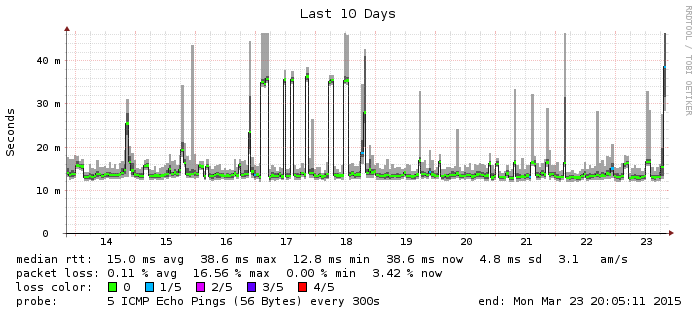 Last 10 Days
RRDTOOL / TOBI OETIKER
Seconds
40 m
30 m
20 m
10 m
0
14 15 16 17 18 19 20 21 22 23
median rtt: 15.0 ms avg 38.6 ms max 12.8 ms min 38.6 ms now 4.8 ms sd 3.1 am/s
packet loss: 0.11 % avg 16.56 % max 0.00 % min 3.42 % now
loss color: 0 1/5 2/5 3/5 4/5
probe: 5 ICMP Echo Pings (56 Bytes) every 300s end: Mon Mar 23 20:05:11 2015